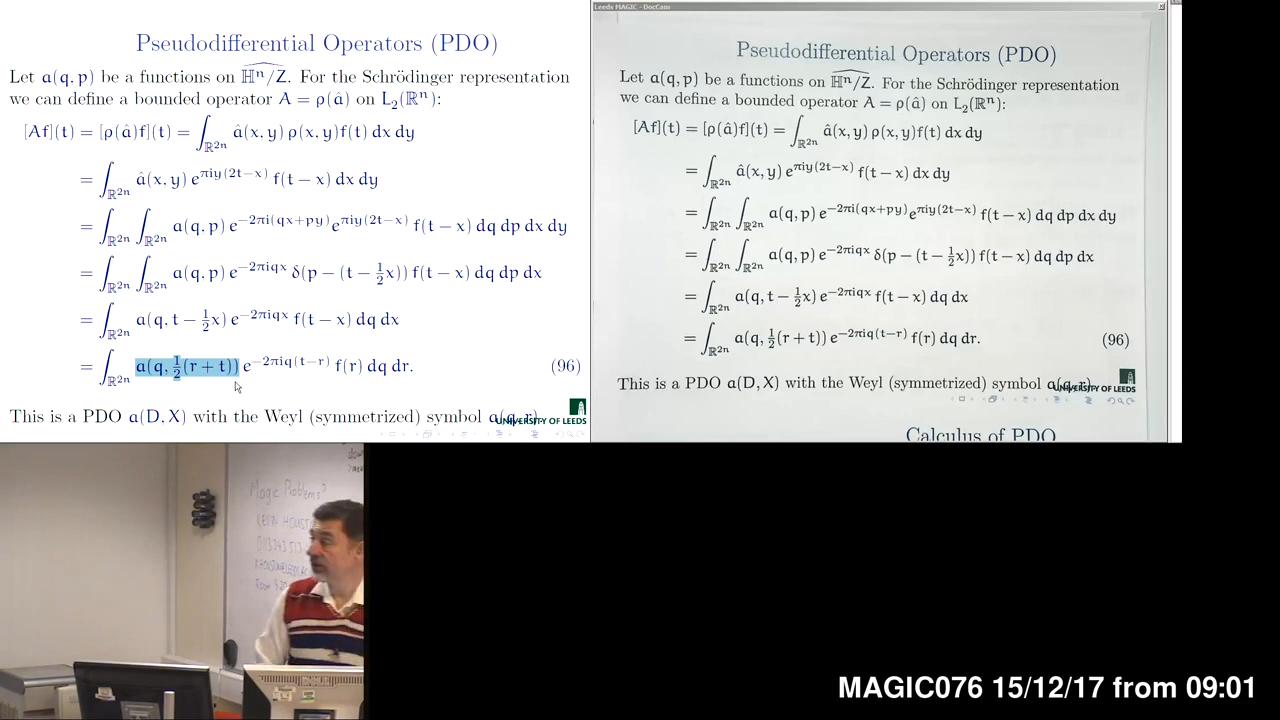 Pseudodifferential Operators (PDO)
Let a(q,p) be a functions on \widehat{ℍⁿ/Z}. For the Schrödinger representation
we can define a bounded operator A = ρ(â) on L₂(ℝⁿ):
[Af](t) = [ρ(â)f](t) = ∫_{ℝ²ⁿ} â(x,y) ρ(x,y)f(t) dx dy
= ∫_{ℝ²ⁿ} â(x,y) e^{πiy(2t−x)} f(t−x) dx dy
= ∫_{ℝ²ⁿ} ∫_{ℝ²ⁿ} a(q,p) e^{−2πi(qx+py)} e^{πiy(2t−x)} f(t−x) dq dp dx dy
= ∫_{ℝ²ⁿ} ∫_{ℝ²ⁿ} a(q,p) e^{−2πiqx} δ(p−(t−½x)) f(t−x) dq dp dx
= ∫_{ℝ²ⁿ} a(q,t−½x) e^{−2πiqx} f(t−x) dq dx
= ∫_{ℝ²ⁿ} a(q,½(r+t)) e^{−2πiq(t−r)} f(r) dq dr. (96)
This is a PDO a(D,X) with the Weyl (symmetrized) symbol a(q,r).
UNIVERSITY OF LEEDS
Leeds MAGIC - DocCam
Pseudodifferential Operators (PDO)
Let a(q,p) be a functions on \widehat{ℍⁿ/Z}. For the Schrödinger representation
we can define a bounded operator A = ρ(â) on L₂(ℝⁿ):
[Af](t) = [ρ(â)f](t) = ∫_{ℝ²ⁿ} â(x,y) ρ(x,y)f(t) dx dy
= ∫_{ℝ²ⁿ} â(x,y) e^{πiy(2t−x)} f(t−x) dx dy
= ∫_{ℝ²ⁿ} ∫_{ℝ²ⁿ} a(q,p) e^{−2πi(qx+py)} e^{πiy(2t−x)} f(t−x) dq dp dx dy
= ∫_{ℝ²ⁿ} ∫_{ℝ²ⁿ} a(q,p) e^{−2πiqx} δ(p−(t−½x)) f(t−x) dq dp dx
= ∫_{ℝ²ⁿ} a(q,t−½x) e^{−2πiqx} f(t−x) dq dx
= ∫_{ℝ²ⁿ} a(q,½(r+t)) e^{−2πiq(t−r)} f(r) dq dr. (96)
This is a PDO a(D,X) with the Weyl (symmetrized) symbol a(q,r).
UNIVERSITY OF LEEDS
Calculus of PDO
Magic Problems?
MAGIC076 15/12/17 from 09:01